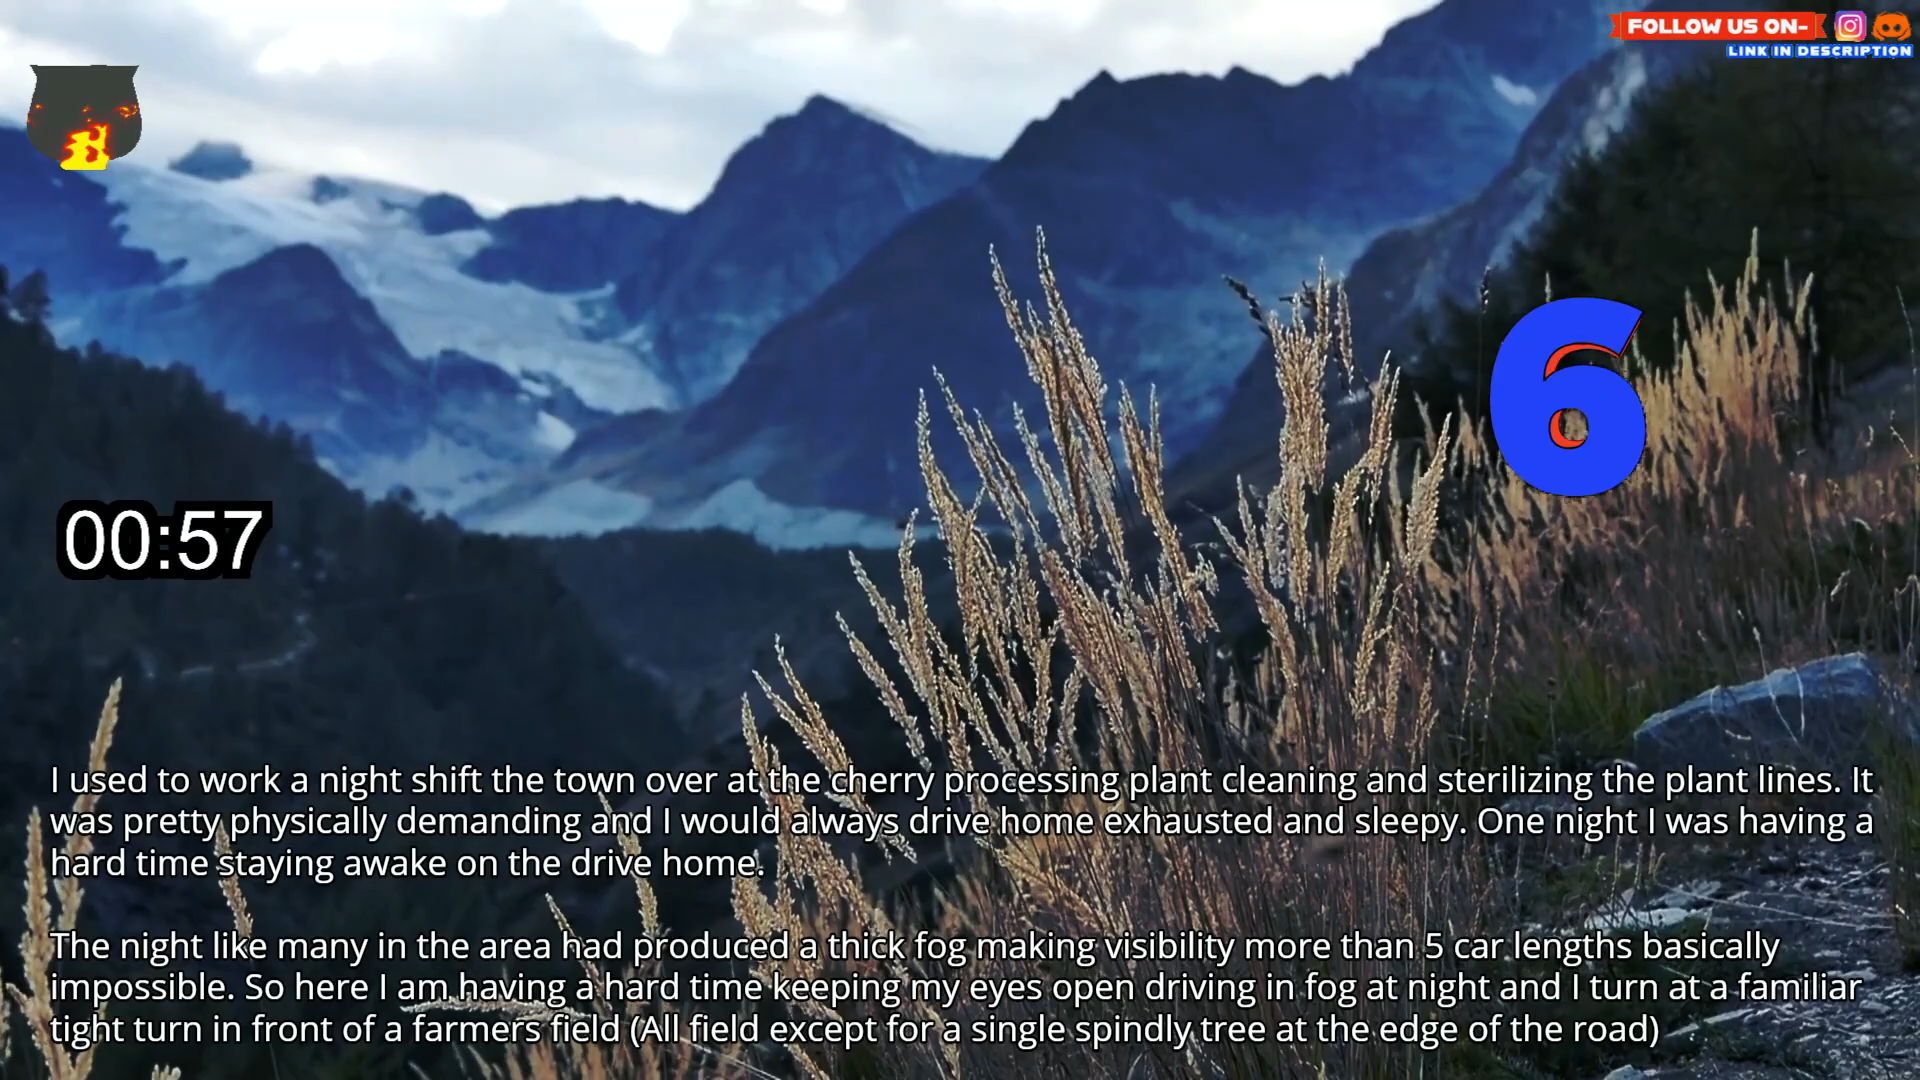 FOLLOW US ON-
LINK IN DESCRIPTION
6
00:57
I used to work a night shift the town over at the cherry processing plant cleaning and sterilizing the plant lines. It
was pretty physically demanding and I would always drive home exhausted and sleepy. One night I was having a
hard time staying awake on the drive home.
The night like many in the area had produced a thick fog making visibility more than 5 car lengths basically
impossible. So here I am having a hard time keeping my eyes open driving in fog at night and I turn at a familiar
tight turn in front of a farmers field (All field except for a single spindly tree at the edge of the road)